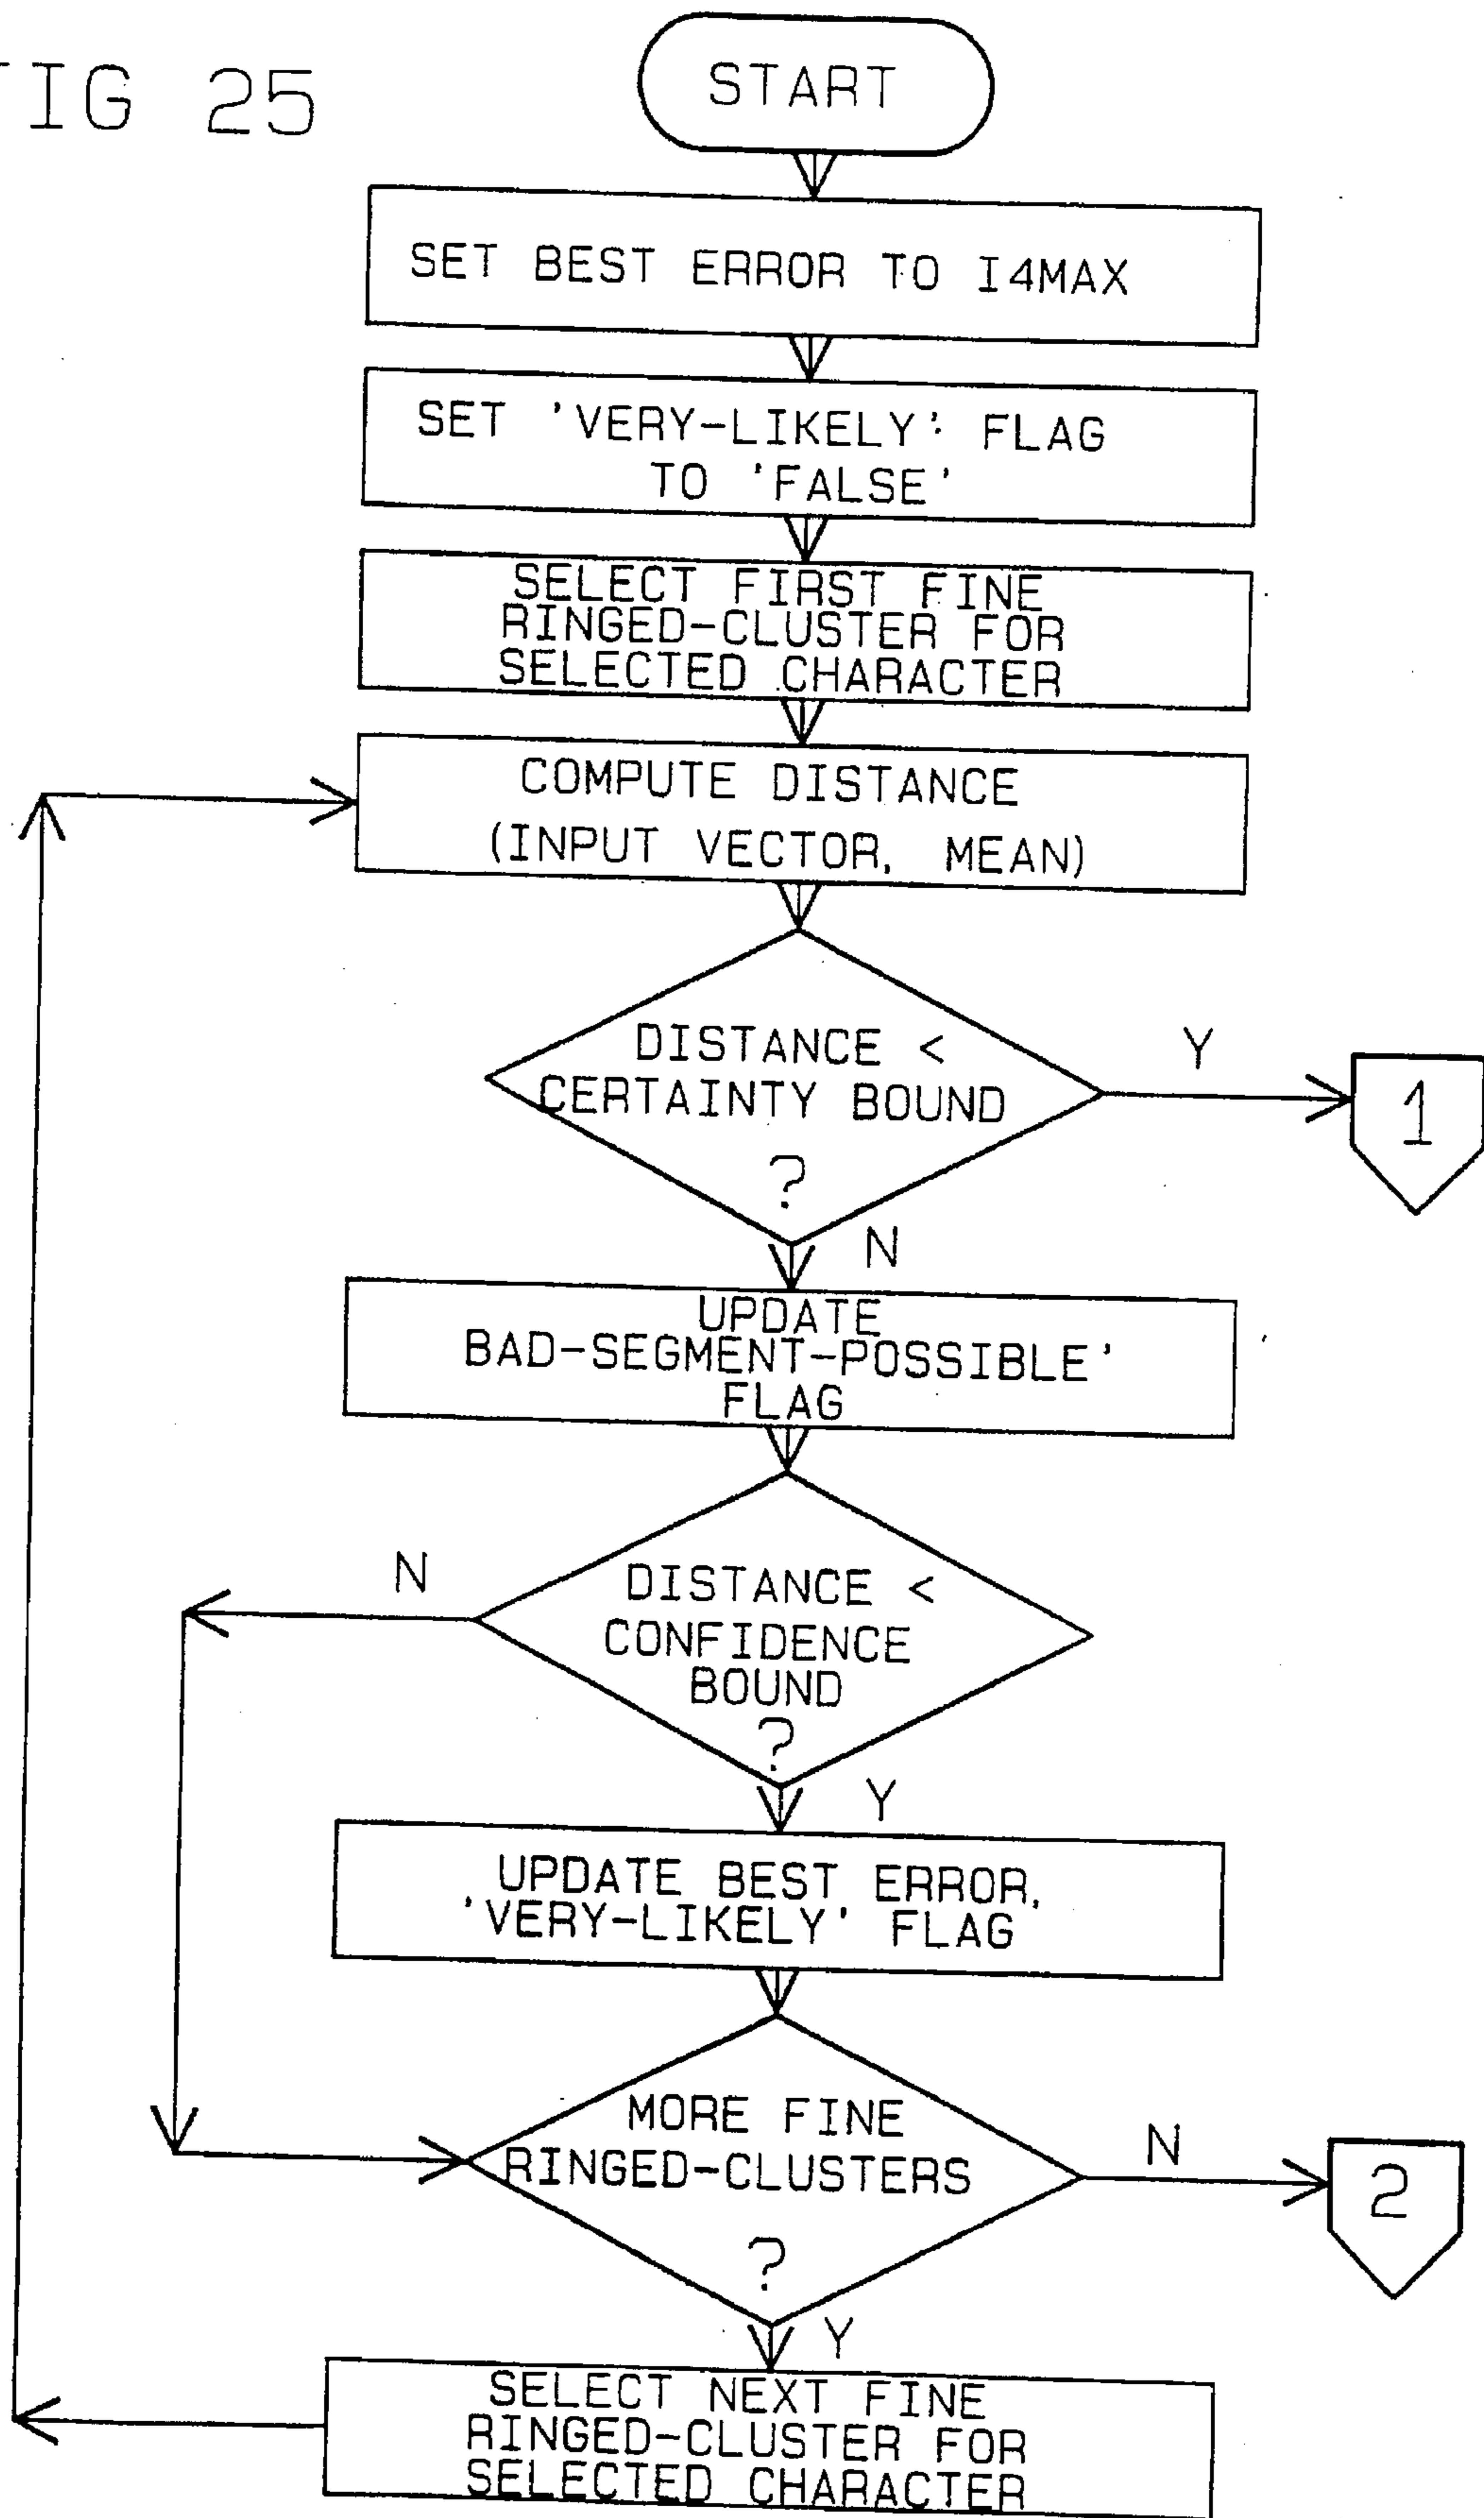 IG 25
START
SET BEST ERROR TO I4MAX
SET 'VERY-LIKELY' FLAG
TO 'FALSE'
SELECT FIRST FINE
RINGED-CLUSTER FOR
SELECTED CHARACTER
COMPUTE DISTANCE
(INPUT VECTOR, MEAN)
DISTANCE <
CERTAINTY BOUND
?
Y
1
N
UPDATE
BAD-SEGMENT-POSSIBLE'
FLAG
N
DISTANCE <
CONFIDENCE
BOUND
?
Y
UPDATE BEST ERROR,
'VERY-LIKELY' FLAG
MORE FINE
RINGED-CLUSTERS
?
N
2
Y
SELECT NEXT FINE
RINGED-CLUSTER FOR
SELECTED CHARACTER